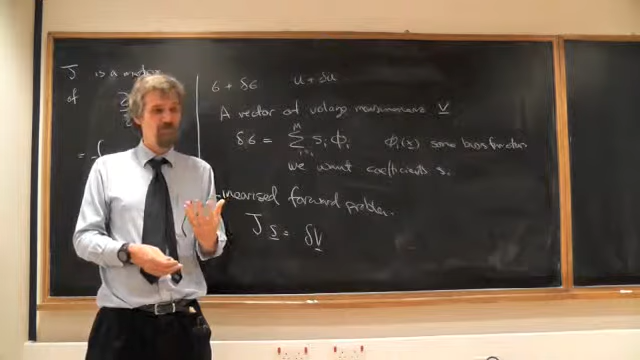 J is a matrix
of
σ + δσ   u + δu
A vector of voltage measurements V
δσ = Σ sᵢ ϕᵢ   ϕᵢ(x) some basis function
we want coefficients sᵢ
Linearised forward problem.
J s = δV